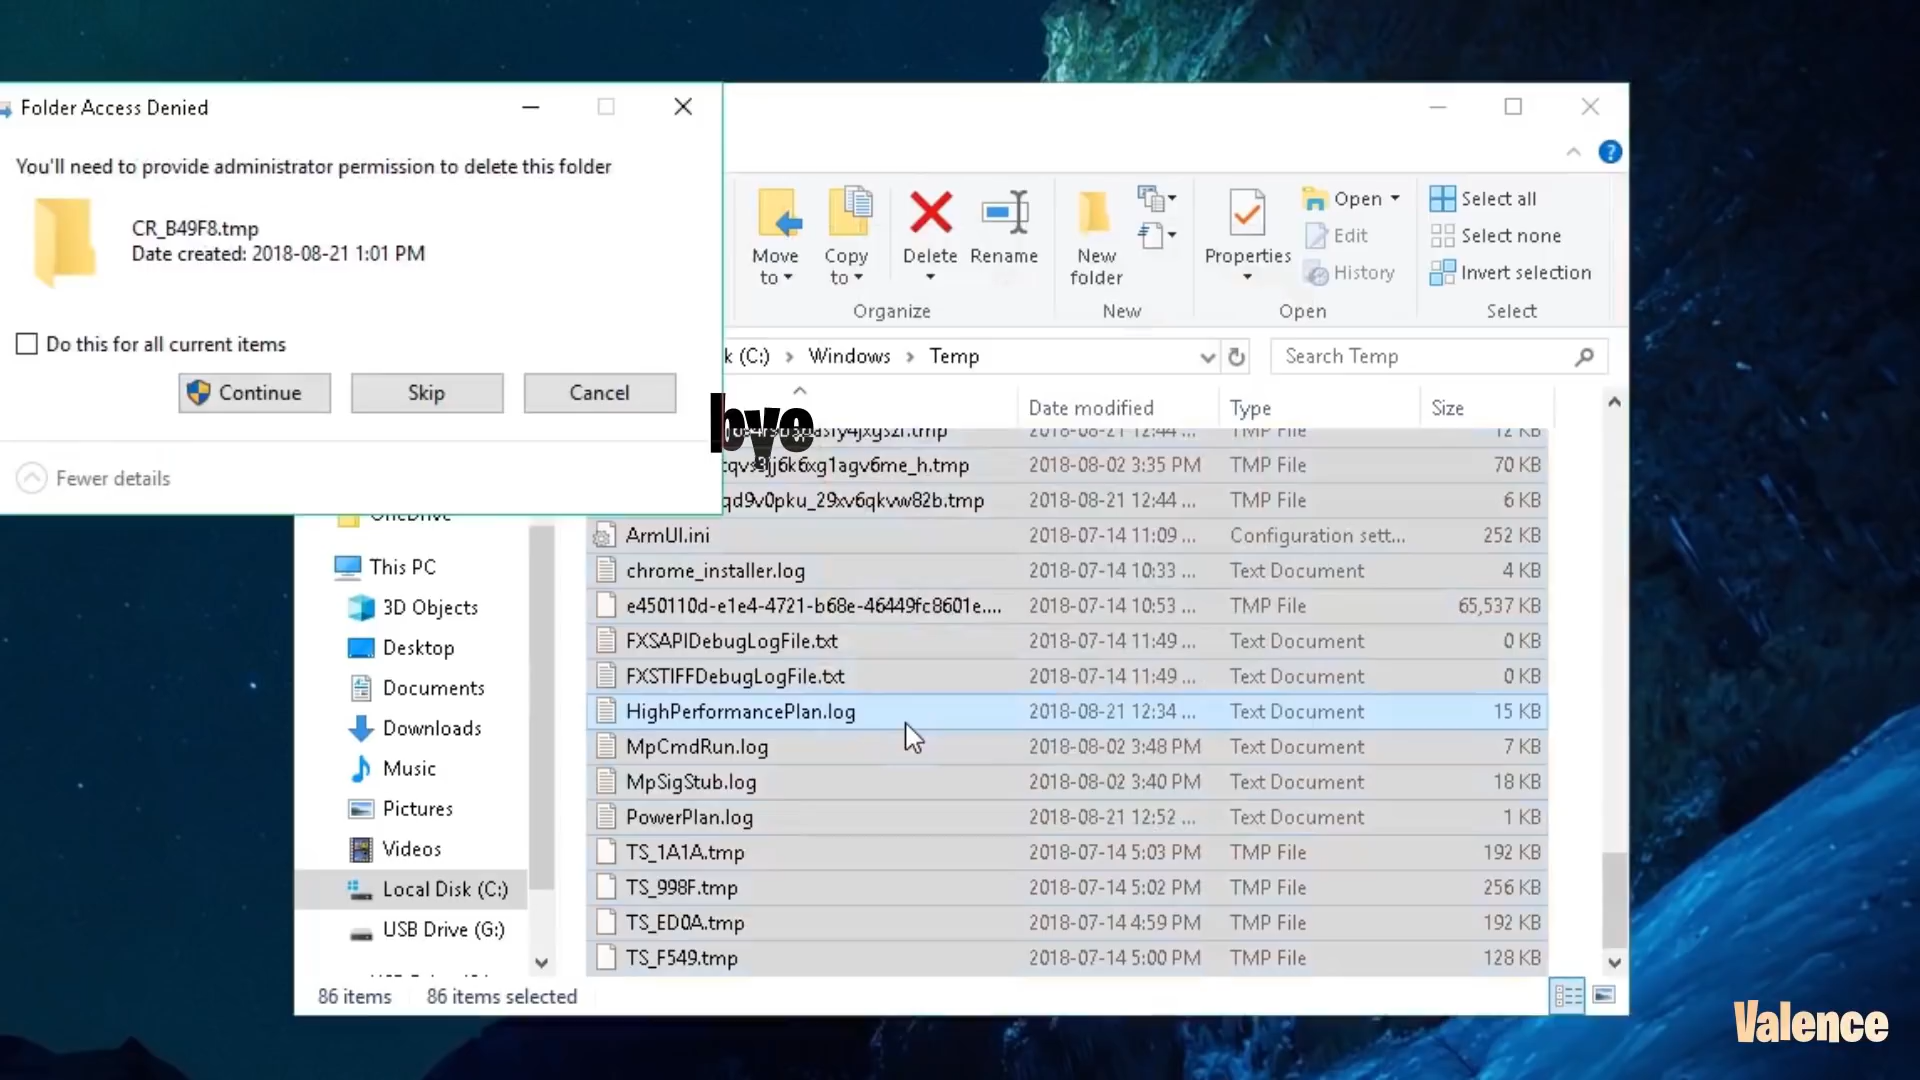 Folder Access Denied
You'll need to provide administrator permission to delete this folder
CR_B49F8.tmp
Date created: 2018-08-21 1:01 PM
Do this for all current items
Continue
Skip
Cancel
Fewer details
Move to
Copy to
Delete
Rename
New folder
Properties
Open
Edit
History
Select all
Select none
Invert selection
Organize
New
Open
Select
k (C:) > Windows > Temp
Search Temp
Date modified
Type
Size
bye
2018-08-21 12:44 ...
TMP File
12 KB
2018-08-02 3:35 PM
TMP File
70 KB
qd9v0pku_29xv6qkvw82b.tmp
2018-08-21 12:44 ...
TMP File
6 KB
ArmUI.ini
2018-07-14 11:09 ...
Configuration sett...
252 KB
chrome_installer.log
2018-07-14 10:33 ...
Text Document
4 KB
e450110d-e1e4-4721-b68e-46449fc8601e....
2018-07-14 10:53 ...
TMP File
65,537 KB
FXSAPIDebugLogFile.txt
2018-07-14 11:49 ...
Text Document
0 KB
FXSTIFFDebugLogFile.txt
2018-07-14 11:49 ...
Text Document
0 KB
HighPerformancePlan.log
2018-08-21 12:34 ...
Text Document
15 KB
MpCmdRun.log
2018-08-02 3:48 PM
Text Document
7 KB
MpSigStub.log
2018-08-02 3:40 PM
Text Document
18 KB
PowerPlan.log
2018-08-21 12:52 ...
Text Document
1 KB
TS_1A1A.tmp
2018-07-14 5:03 PM
TMP File
192 KB
TS_998F.tmp
2018-07-14 5:02 PM
TMP File
256 KB
TS_ED0A.tmp
2018-07-14 4:59 PM
TMP File
192 KB
TS_F549.tmp
2018-07-14 5:00 PM
TMP File
128 KB
OneDrive
This PC
3D Objects
Desktop
Documents
Downloads
Music
Pictures
Videos
Local Disk (C:)
USB Drive (G:)
86 items
86 items selected
Valence